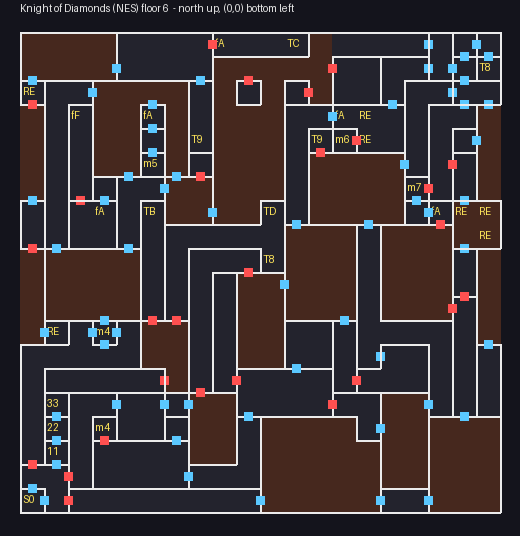 Knight of Diamonds (NES) floor 6 - north up, (0,0) bottom left
fA TC
T8
RE
fF fA fA RE
T9 T9 m6 RE
m5
m7
fA TB TD fA RE RE
RE
T8
RE m4
33
22 m4
11
S0